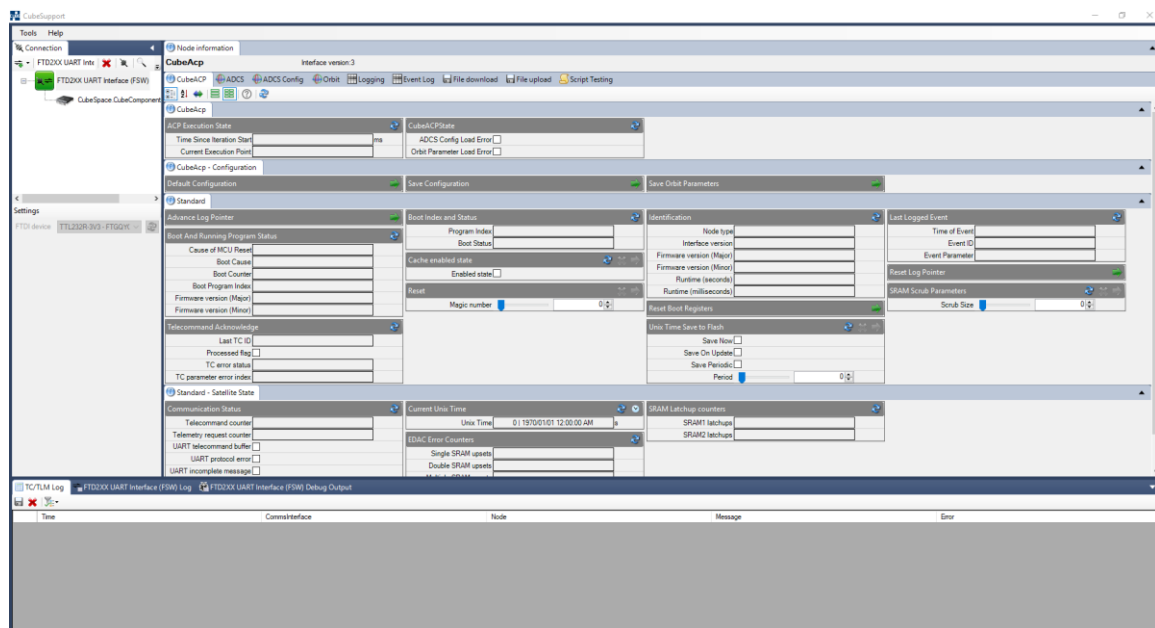 CubeSupport
Tools Help
Connection
FTD2XX UART Inte
FTD2XX UART Interface (FSW)
CubeSpace CubeComponent
Settings
FTDI device TTL232R-3V3 - FTGQYC
Node information
CubeAcp Interface version:3
CubeACP ADCS ADCS Config Orbit Logging Event Log File download File upload Script Testing
CubeAcp
ACP Execution State
Time Since Iteration Start ms
Current Execution Point
CubeACPState
ADCS Config Load Error
Orbit Parameter Load Error
CubeAcp - Configuration
Default Configuration
Save Configuration
Save Orbit Parameters
Standard
Advance Log Pointer
Boot And Running Program Status
Cause of MCU Reset
Boot Cause
Boot Counter
Boot Program Index
Firmware version (Major)
Firmware version (Minor)
Telecommand Acknowledge
Last TC ID
Processed flag
TC error status
TC parameter error index
Boot Index and Status
Program Index
Boot Status
Cache enabled state
Enabled state
Reset
Magic number 0
Identification
Node type
Interface version
Firmware version (Major)
Firmware version (Minor)
Runtime (seconds)
Runtime (milliseconds)
Reset Boot Registers
Unix Time Save to Flash
Save Now
Save On Update
Save Periodic
Period 0
Last Logged Event
Time of Event
Event ID
Event Parameter
Reset Log Pointer
SRAM Scrub Parameters
Scrub Size 0
Standard - Satellite State
Communication Status
Telecommand counter
Telemetry request counter
UART telecommand buffer
UART protocol error
UART incomplete message
Current Unix Time
Unix Time 0 | 1970/01/01 12:00:00 AM s
EDAC Error Counters
Single SRAM upsets
Double SRAM upsets
SRAM Latchup counters
SRAM1 latchups
SRAM2 latchups
TC/TLM Log FTD2XX UART Interface (FSW) Log FTD2XX UART Interface (FSW) Debug Output
Time CommsInterface Node Message Error